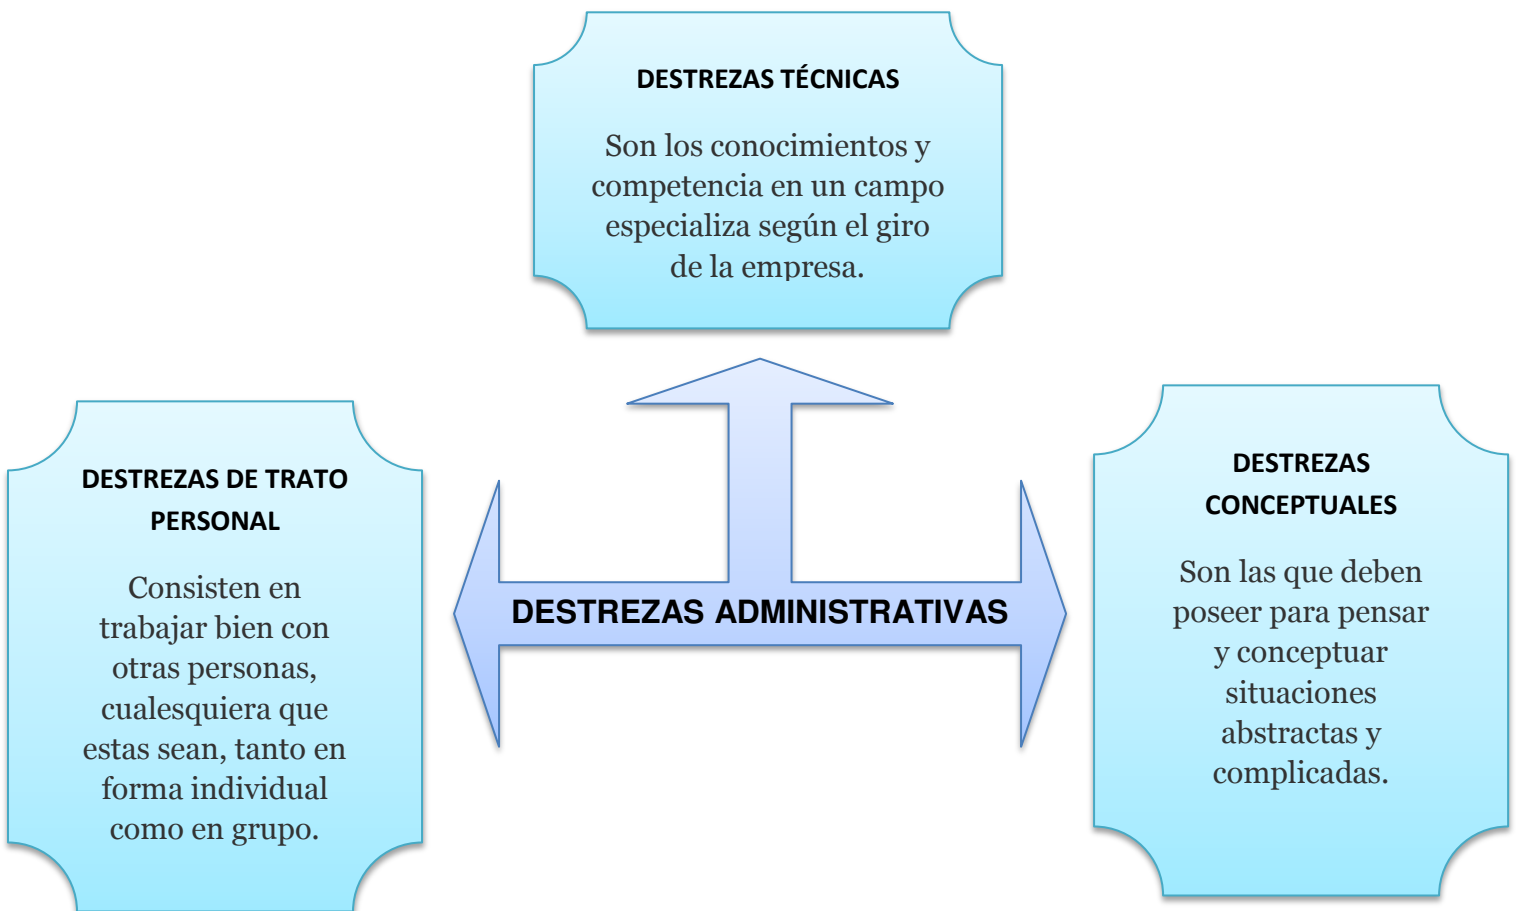 DESTREZAS TÉCNICAS
Son los conocimientos y
competencia en un campo
especializa según el giro
de la empresa.
DESTREZAS DE TRATO
PERSONAL
Consisten en
trabajar bien con
otras personas,
cualesquiera que
estas sean, tanto en
forma individual
como en grupo.
DESTREZAS ADMINISTRATIVAS
DESTREZAS
CONCEPTUALES
Son las que deben
poseer para pensar
y conceptuar
situaciones
abstractas y
complicadas.